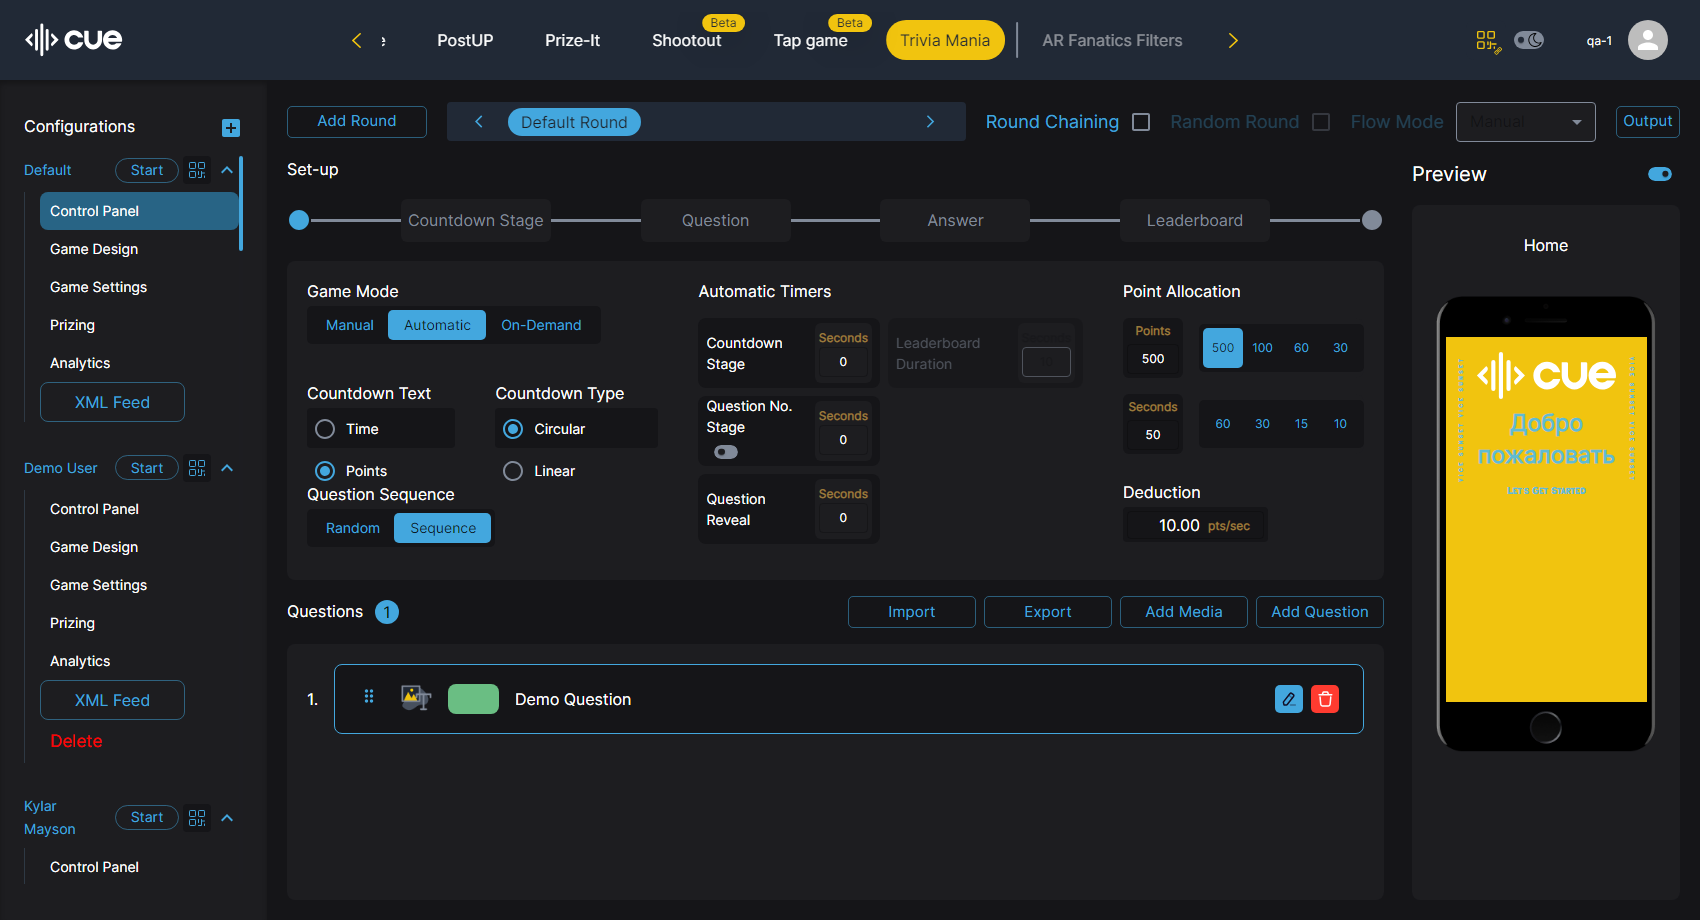 cue
e
PostUP
Prize-It
Beta
Shootout
Beta
Tap game
Trivia Mania
AR Fanatics Filters
qa-1
Configurations
Default
Start
Control Panel
Game Design
Game Settings
Prizing
Analytics
XML Feed
Demo User
Start
Control Panel
Game Design
Game Settings
Prizing
Analytics
XML Feed
Delete
Kylar
Mayson
Start
Control Panel
Add Round
Default Round
Round Chaining
Random Round
Flow Mode
Manual
Output
Set-up
Countdown Stage
Question
Answer
Leaderboard
Game Mode
Manual
Automatic
On-Demand
Countdown Text
Time
Points
Countdown Type
Circular
Linear
Question Sequence
Random
Sequence
Automatic Timers
Countdown
Stage
Seconds
0
Leaderboard
Duration
Question No.
Stage
Seconds
0
Question
Reveal
Seconds
0
Point Allocation
Points
500
500
100
60
30
Seconds
50
60
30
15
10
Deduction
10.00 pts/sec
Questions 1
Import
Export
Add Media
Add Question
1.
Demo Question
Preview
Home
cue
Добро
пожаловать
Let's Get Started